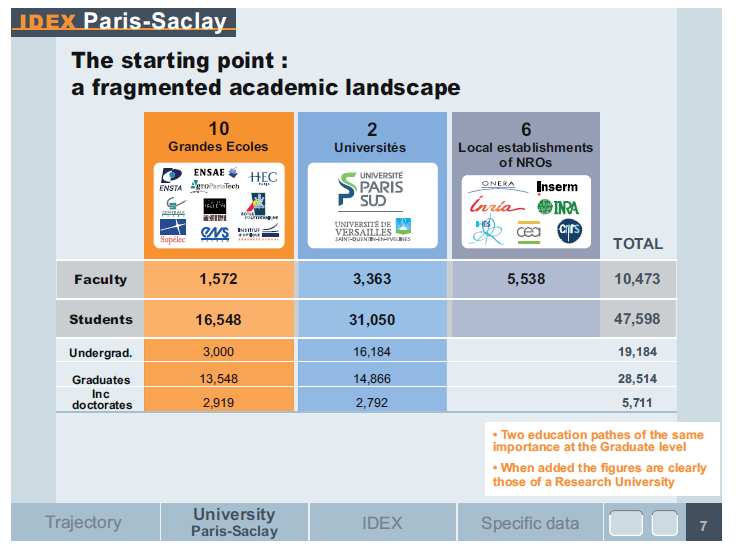 IDEX Paris-Saclay
The starting point :
a fragmented academic landscape
10
Grandes Ecoles
2
Universités
6
Local establishments
of NROs
ENSTA
ENSAE
AgroParisTech
HEC
PARIS
CENTRALE
ECOLE
POLYTECHNIQUE
Supélec
ens
INSTITUT
UNIVERSITÉ
PARIS
SUD
UNIVERSITÉ DE
VERSAILLES
SAINT-QUENTIN-EN-YVELINES
ONERA
Inserm
Inria
INRA
cea
cnrs
TOTAL
Faculty 1,572 3,363 5,538 10,473
Students 16,548 31,050 47,598
Undergrad. 3,000 16,184 19,184
Graduates 13,548 14,866 28,514
Inc
doctorates 2,919 2,792 5,711
• Two education pathes of the same
importance at the Graduate level
• When added the figures are clearly
those of a Research University
Trajectory
University
Paris-Saclay
IDEX
Specific data
7